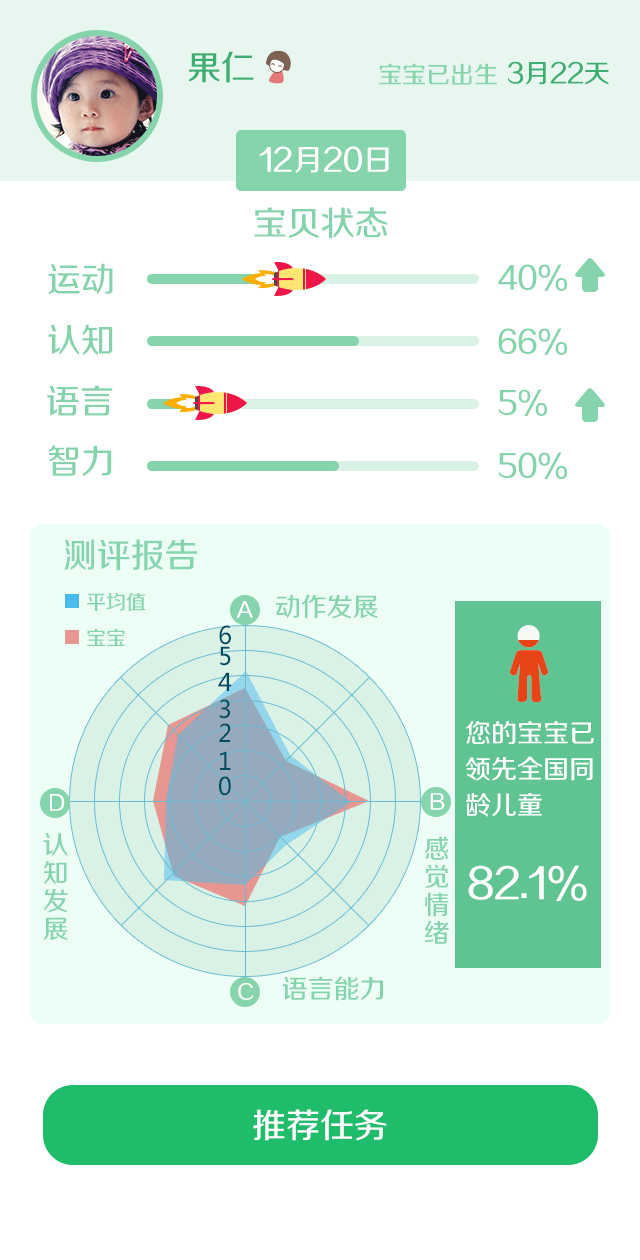 果仁
宝宝已出生 3月22天
12月20日
宝贝状态
运动 40%
认知 66%
语言 5%
智力 50%
测评报告
平均值
宝宝
A 动作发展
6
5
4
3
2
1
0
D
认知发展
B
感觉情绪
C 语言能力
您的宝宝已
领先全国同
龄儿童
82.1%
推荐任务